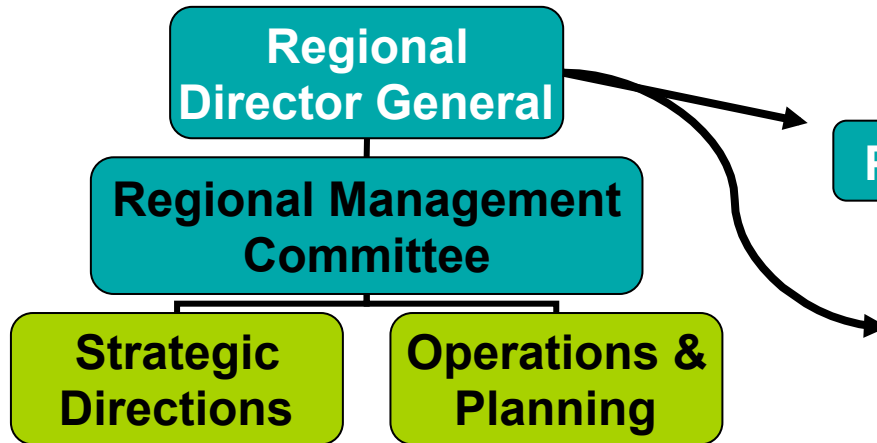 Regional
Director General
Regional Management
Committee
Strategic
Directions
Operations &
Planning